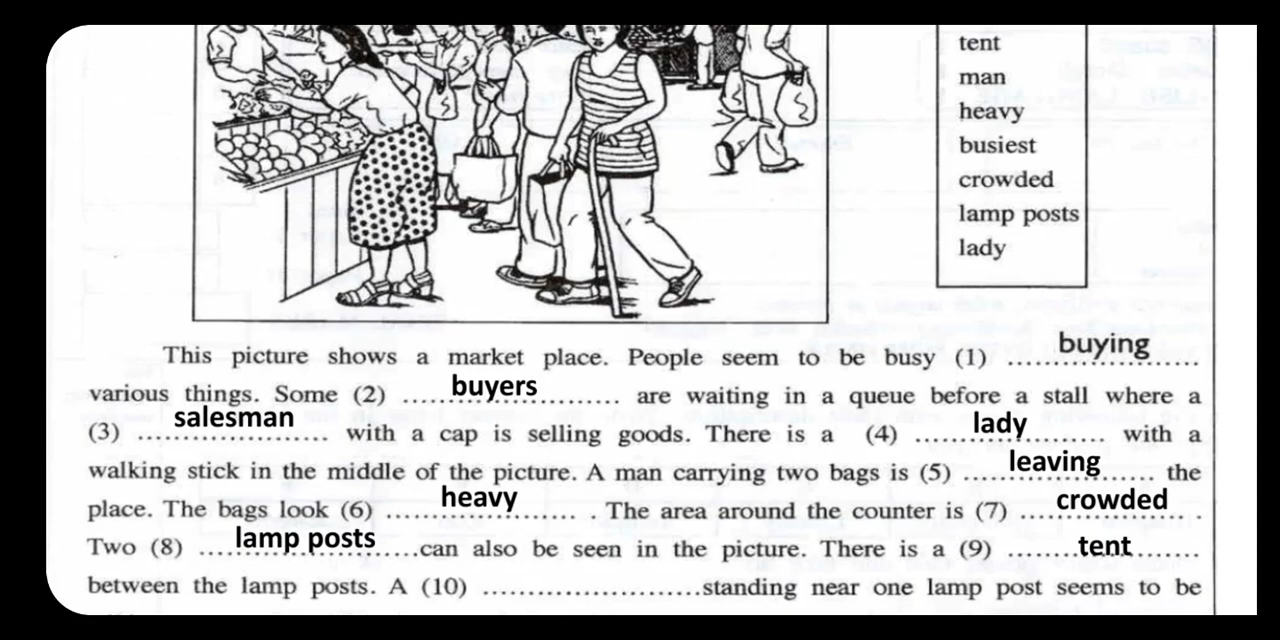 tent
man
heavy
busiest
crowded
lamp posts
lady
This picture shows a market place. People seem to be busy (1) buying
various things. Some (2) buyers are waiting in a queue before a stall where a
(3) salesman with a cap is selling goods. There is a (4) lady with a
walking stick in the middle of the picture. A man carrying two bags is (5) leaving the
place. The bags look (6) heavy. The area around the counter is (7) crowded
Two (8) lamp posts can also be seen in the picture. There is a (9) tent
between the lamp posts. A (10) ........................standing near one lamp post seems to be